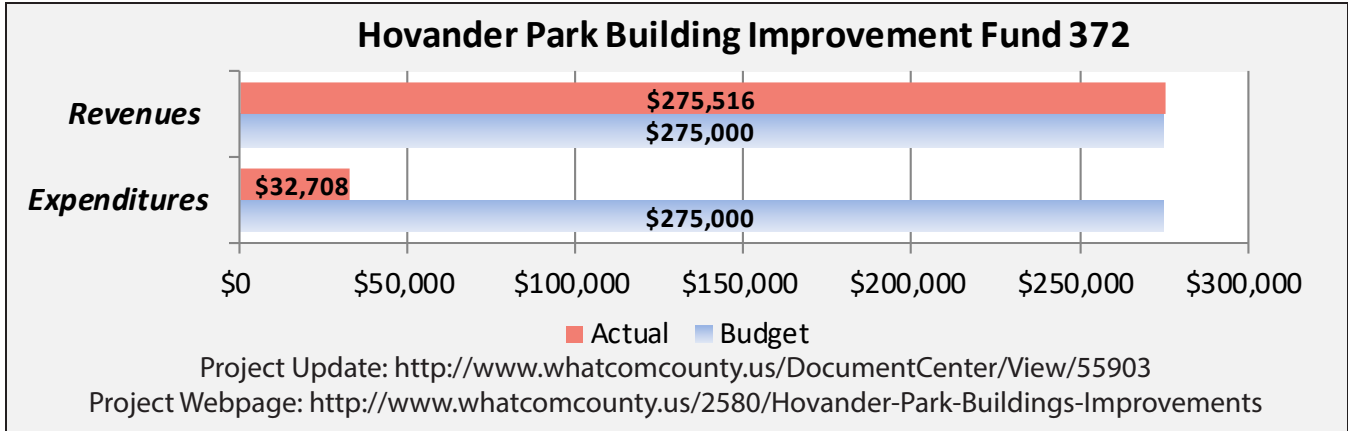 Hovander Park Building Improvement Fund 372
Revenues
$275,516
$275,000
Expenditures
$32,708
$275,000
$0 $50,000 $100,000 $150,000 $200,000 $250,000 $300,000
Actual Budget
Project Update: http://www.whatcomcounty.us/DocumentCenter/View/55903
Project Webpage: http://www.whatcomcounty.us/2580/Hovander-Park-Buildings-Improvements